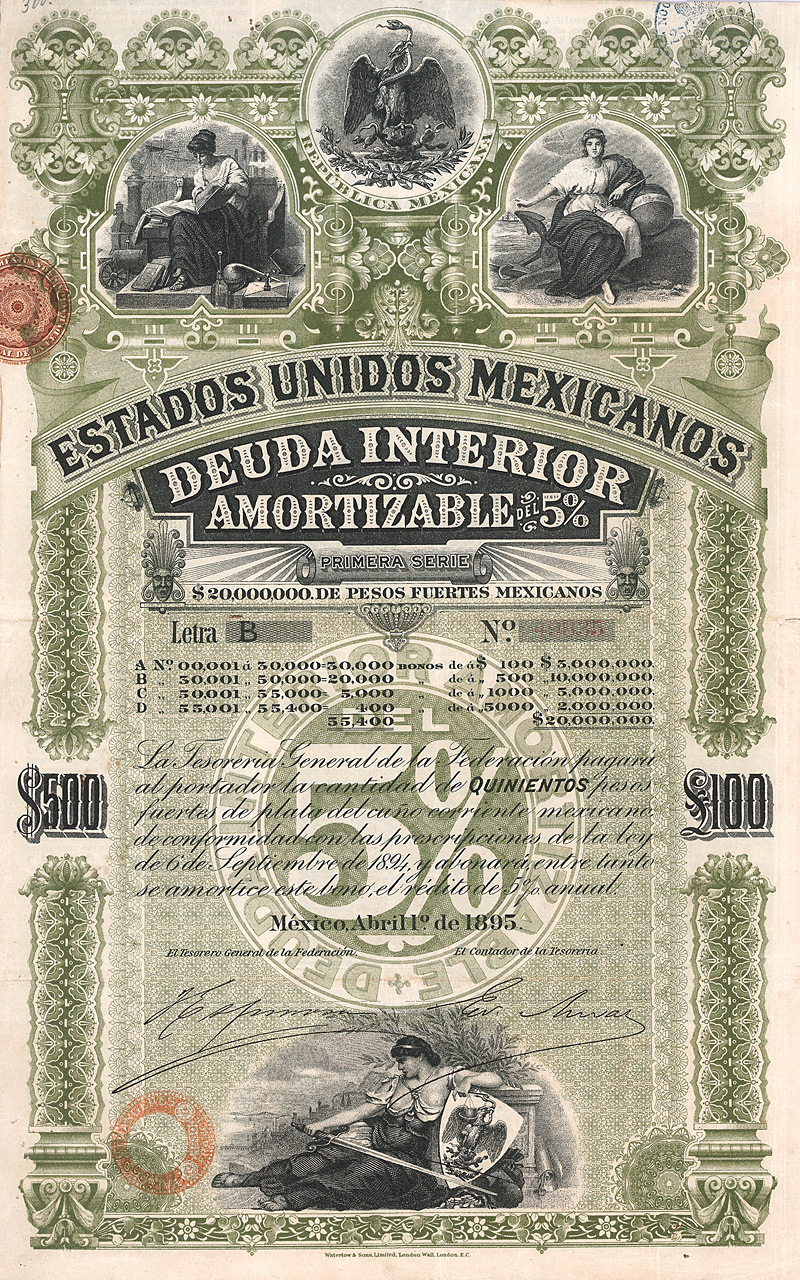 REPUBLICA MEXICANA
ESTADOS UNIDOS MEXICANOS
DEUDA INTERIOR
AMORTIZABLE DEL 5%
PRIMERA SERIE
$20,000,000. DE PESOS FUERTES MEXICANOS
Letra B Nº
A Nº 00,001 á 30,000=30,000 BONOS de á $ 100 $ 3,000,000.
B „ 30,001 „ 50,000=20,000 „ de á „ 500 „10,000,000.
C „ 50,001 „ 55,000= 5,000 „ de á „ 1000 „ 5,000,000.
D „ 55,001 „ 55,400= 400 „ de á „ 5000 „ 2,000,000.
55,400 $20,000,000.
La Tesorería General de la Federación pagará
al portador la cantidad de QUINIENTOS pesos
fuertes de plata del cuño corriente mexicano
de conformidad con las prescripciones de la ley
de 6 de Septiembre de 1894, y abonará, entre tanto
se amortice este bono, el rédito de 5% anual.
$500 £100
DEL
5%
México, Abril 1º de 1895.
El Tesorero General de la Federación.
El Contador de la Tesorería.
Waterlow & Sons, Limited, London Wall, London, E.C.